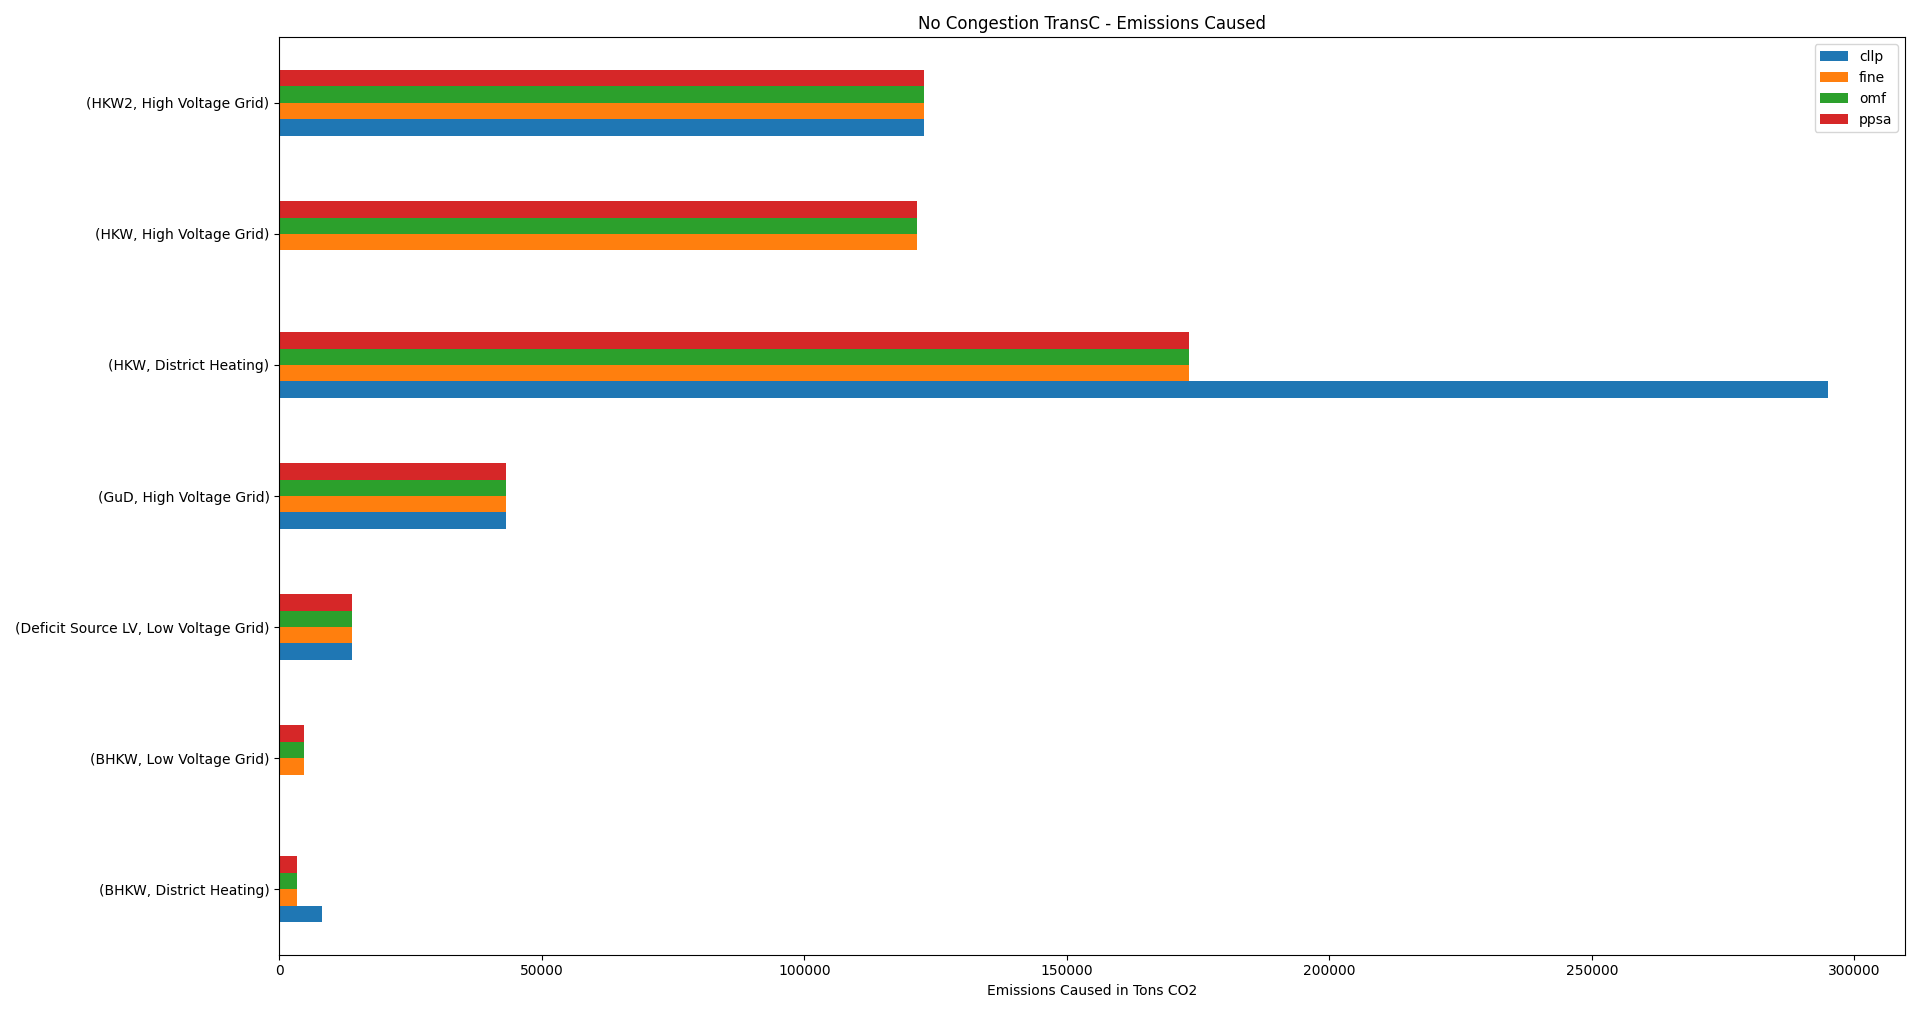 No Congestion TransC - Emissions Caused
cllp
fine
omf
ppsa
(HKW2, High Voltage Grid)
(HKW, High Voltage Grid)
(HKW, District Heating)
(GuD, High Voltage Grid)
(Deficit Source LV, Low Voltage Grid)
(BHKW, Low Voltage Grid)
(BHKW, District Heating)
0 50000 100000 150000 200000 250000 300000
Emissions Caused in Tons CO2